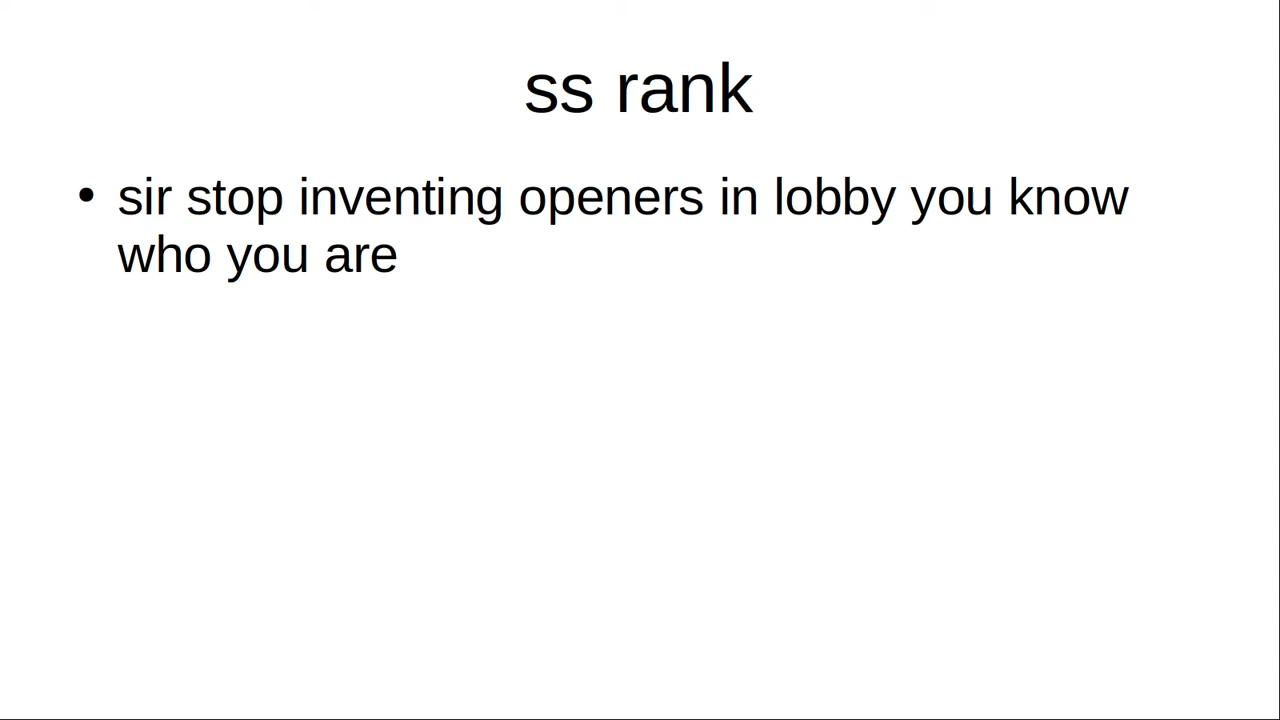 ss rank
• sir stop inventing openers in lobby you know
who you are